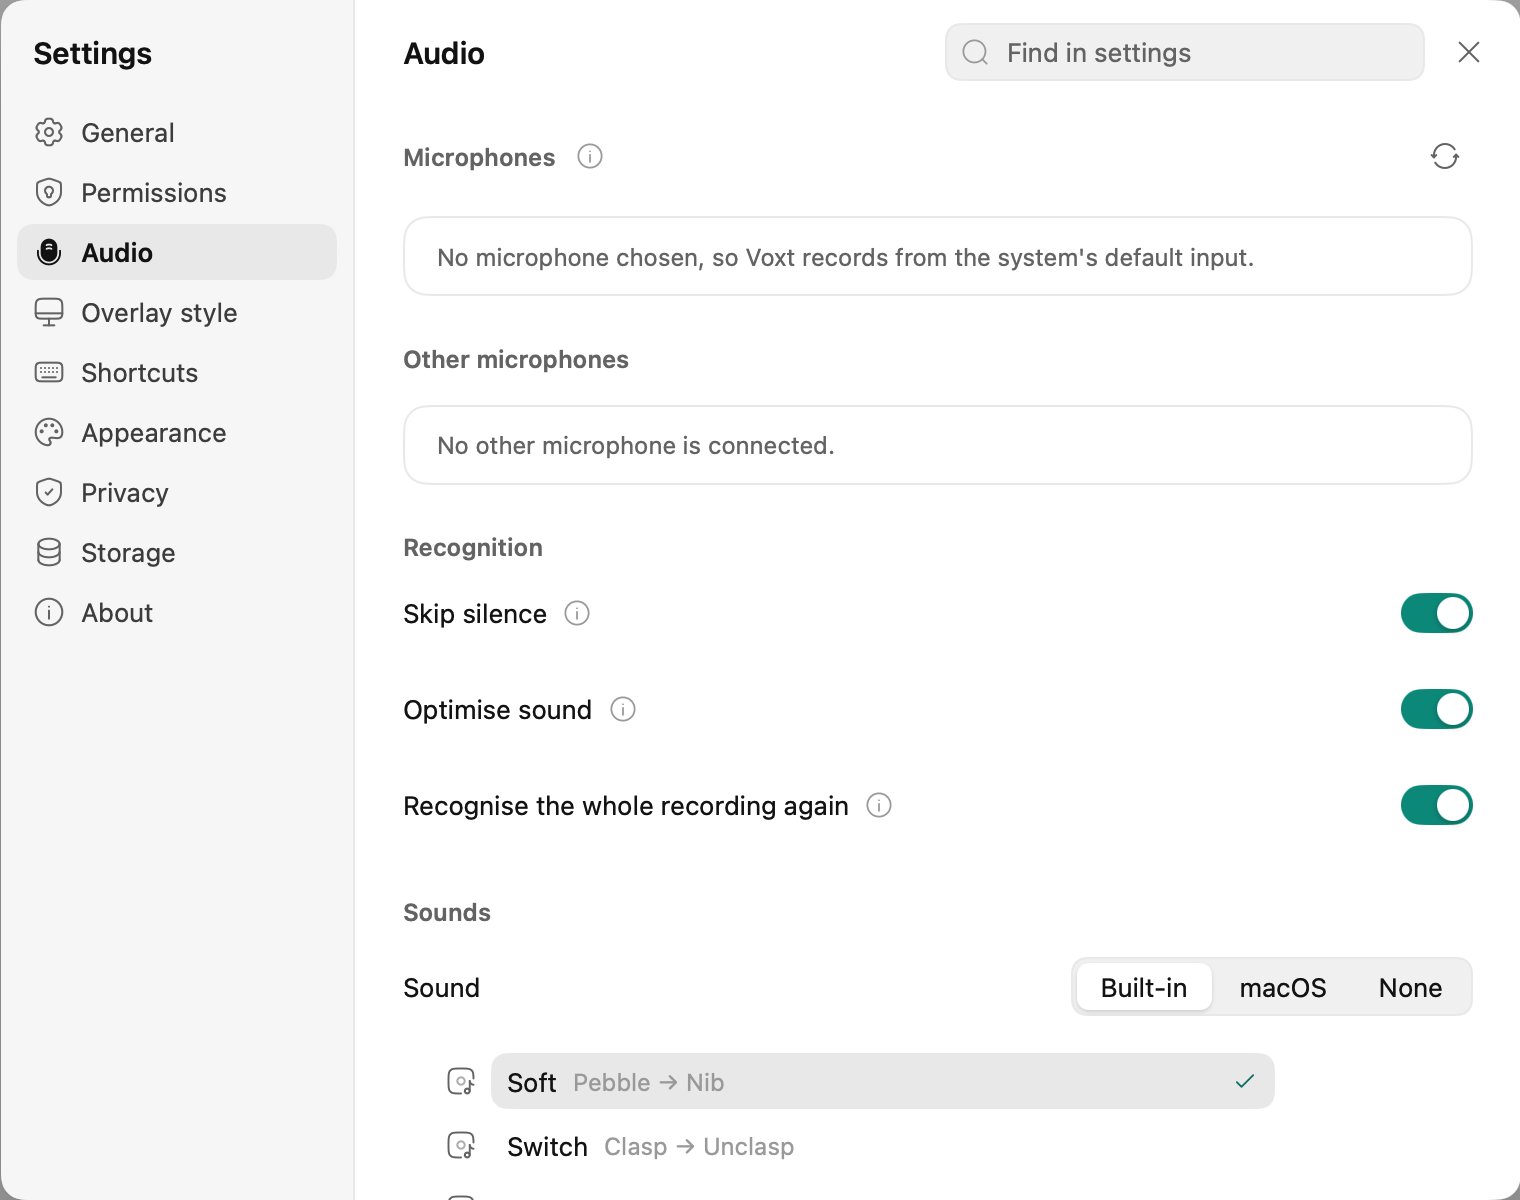 Settings
General
Permissions
Audio
Overlay style
Shortcuts
Appearance
Privacy
Storage
About
Audio
Find in settings
Microphones
No microphone chosen, so Voxt records from the system's default input.
Other microphones
No other microphone is connected.
Recognition
Skip silence
Optimise sound
Recognise the whole recording again
Sounds
Sound
Built-in macOS None
Soft Pebble → Nib
Switch Clasp → Unclasp